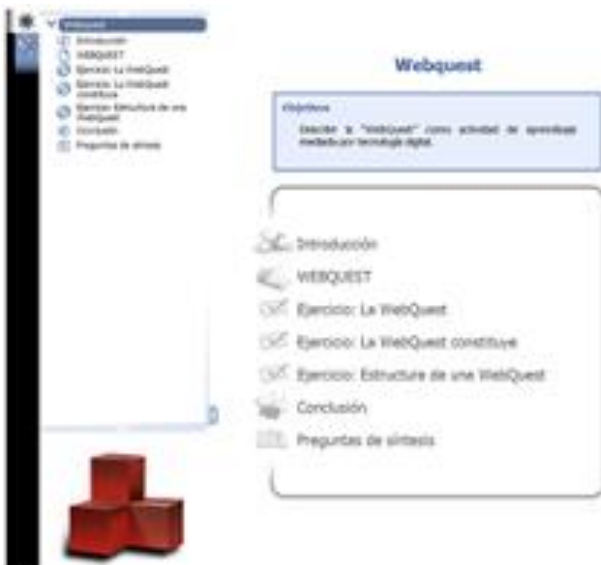 Webquest
Introducción
WEBQUEST
Ejercicio: La WebQuest
Ejercicio: La WebQuest
constituye
Ejercicio: Estructura de una
WebQuest
Conclusión
Preguntas de síntesis
Webquest
Objetivos
Describir la "WebQuest" como actividad de aprendizaje
mediada por tecnología digital.
Introducción
WEBQUEST
Ejercicio: La WebQuest
Ejercicio: La WebQuest constituye
Ejercicio: Estructura de una WebQuest
Conclusión
Preguntas de síntesis